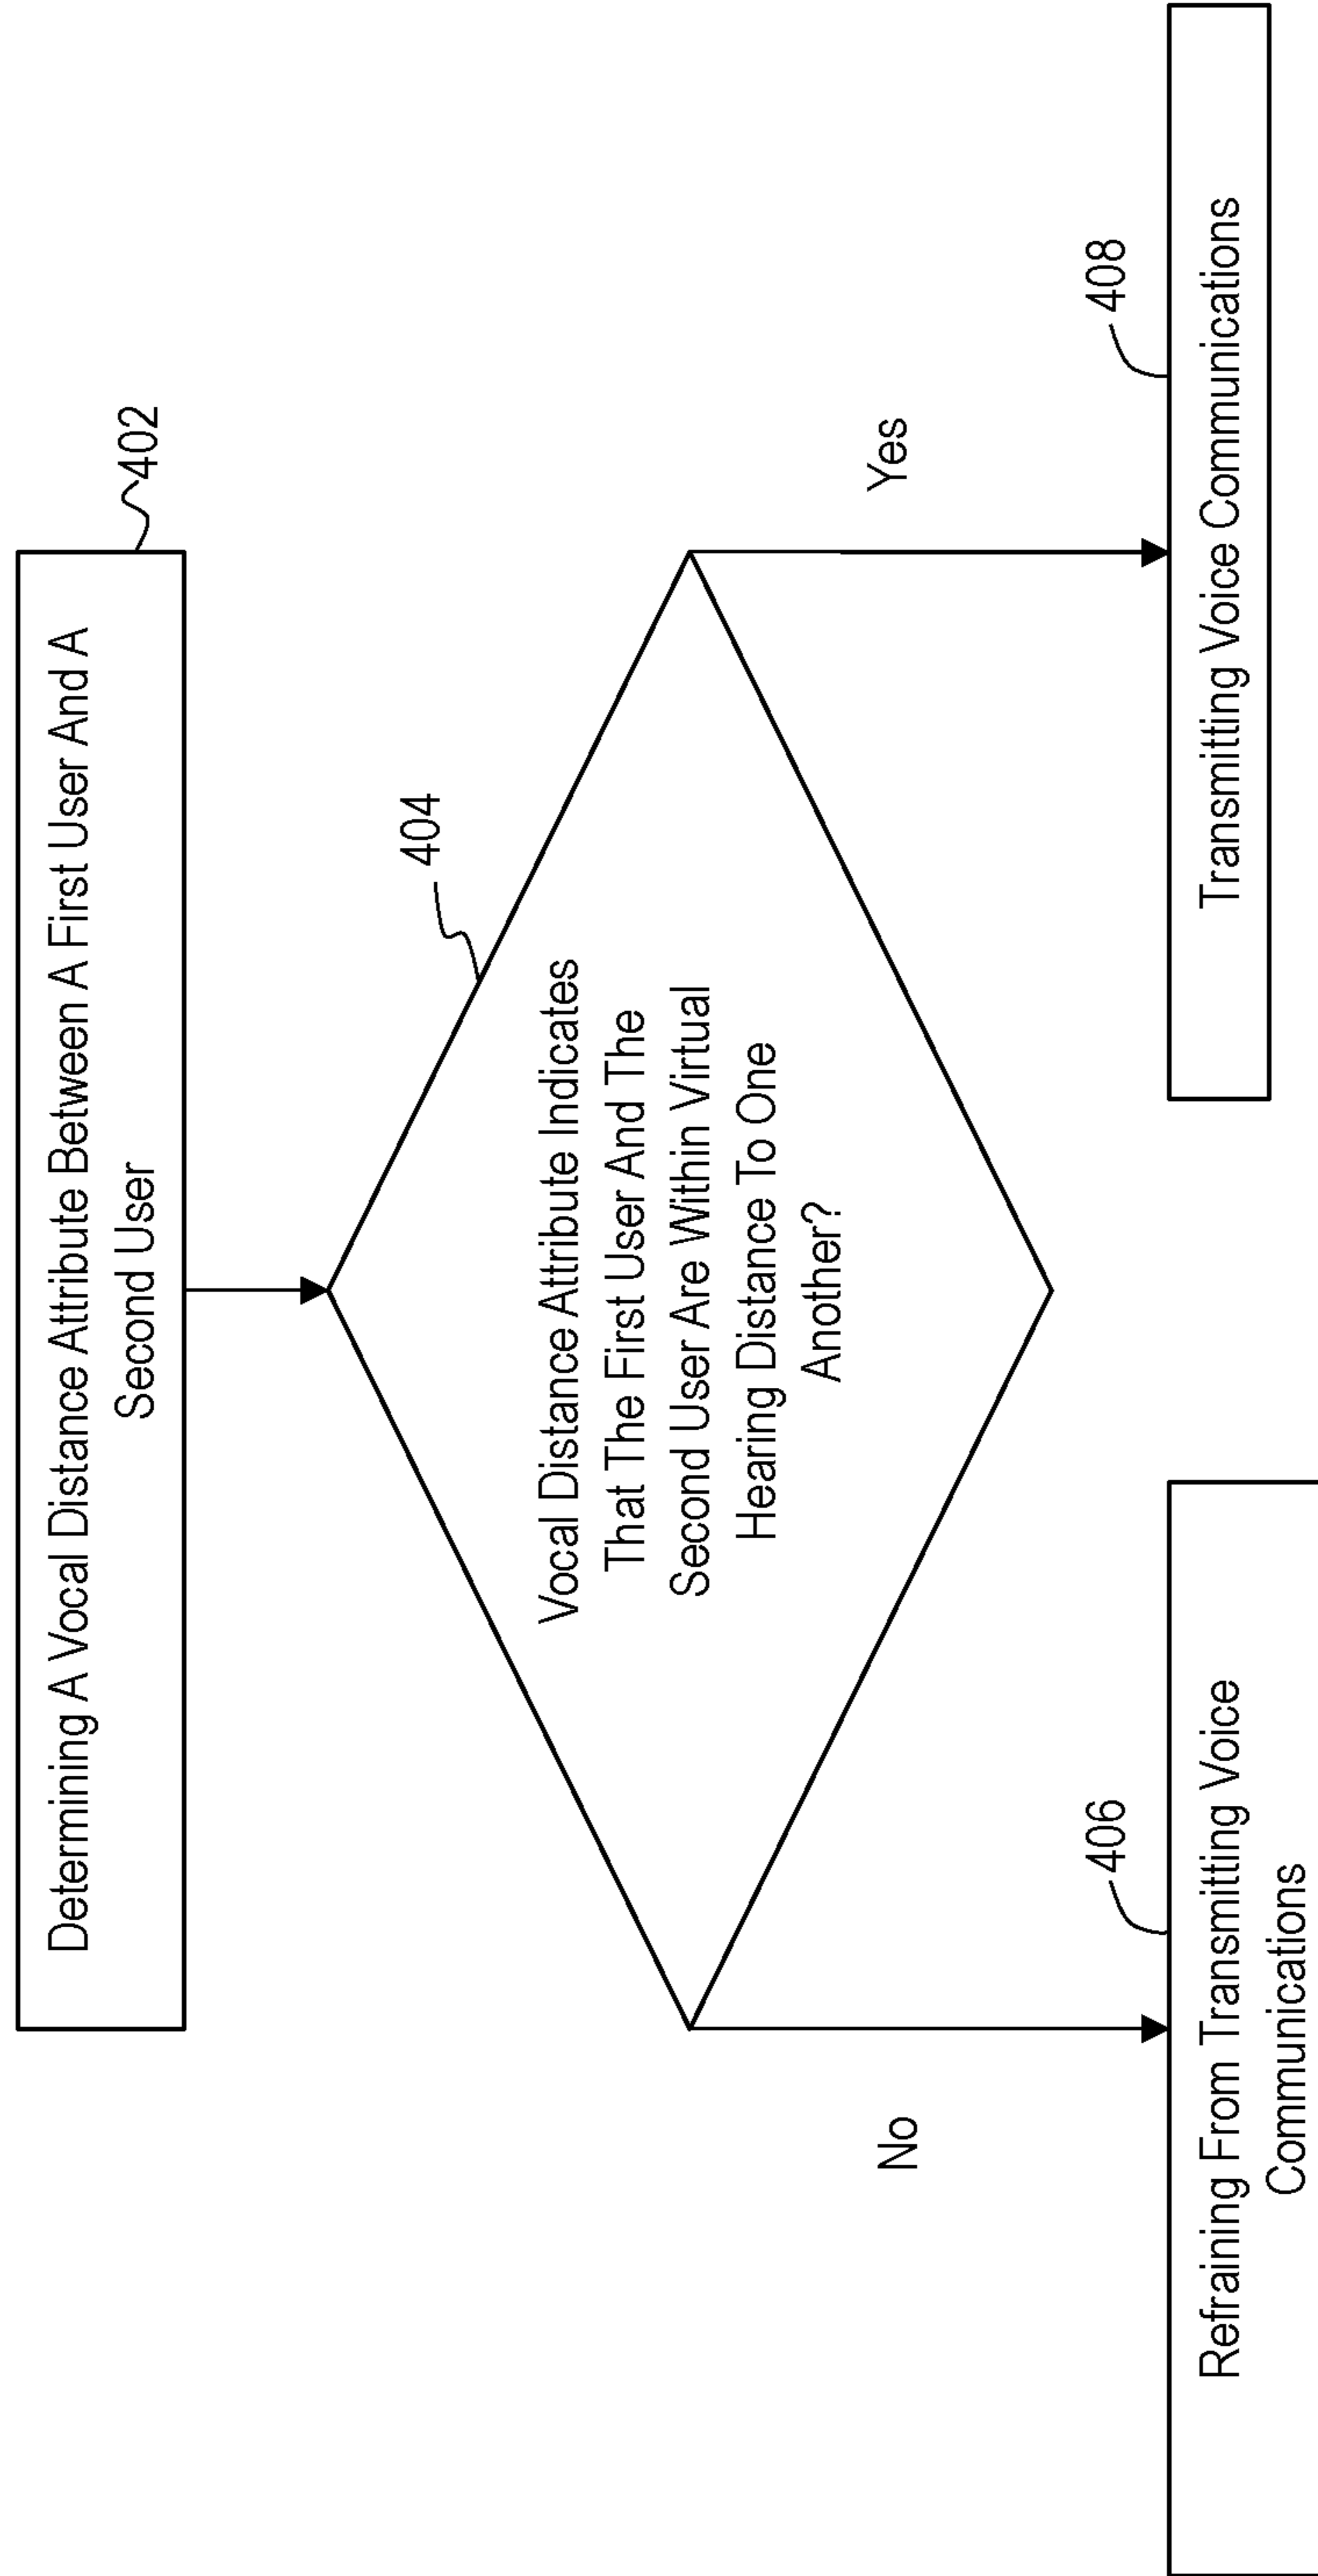 Determining A Vocal Distance Attribute Between A First User And A
Second User
402
404
Vocal Distance Attribute Indicates
That The First User And The
Second User Are Within Virtual
Hearing Distance To One
Another?
No
Yes
406
Refraining From Transmitting Voice
Communications
408
Transmitting Voice Communications